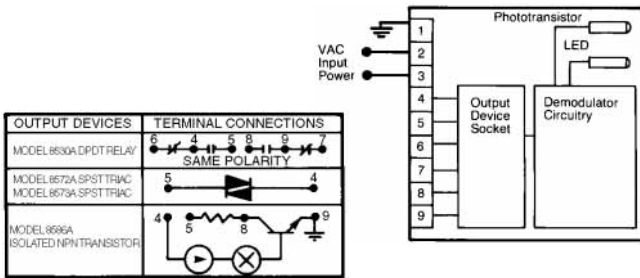 Phototransistor
LED
VAC
Input
Power
1
2
3
4
5
6
7
8
9
Output
Device
Socket
Demodulator
Circuitry
OUTPUT DEVICES TERMINAL CONNECTIONS
MODEL 8530A DPDT RELAY
6 4 5 8 9 7
SAME POLARITY
MODEL 8572A SPST TRIAC
MODEL 8573A SPST TRIAC
5 4
MODEL 8586A
ISOLATED NPN TRANSISTOR
4 5 8 9